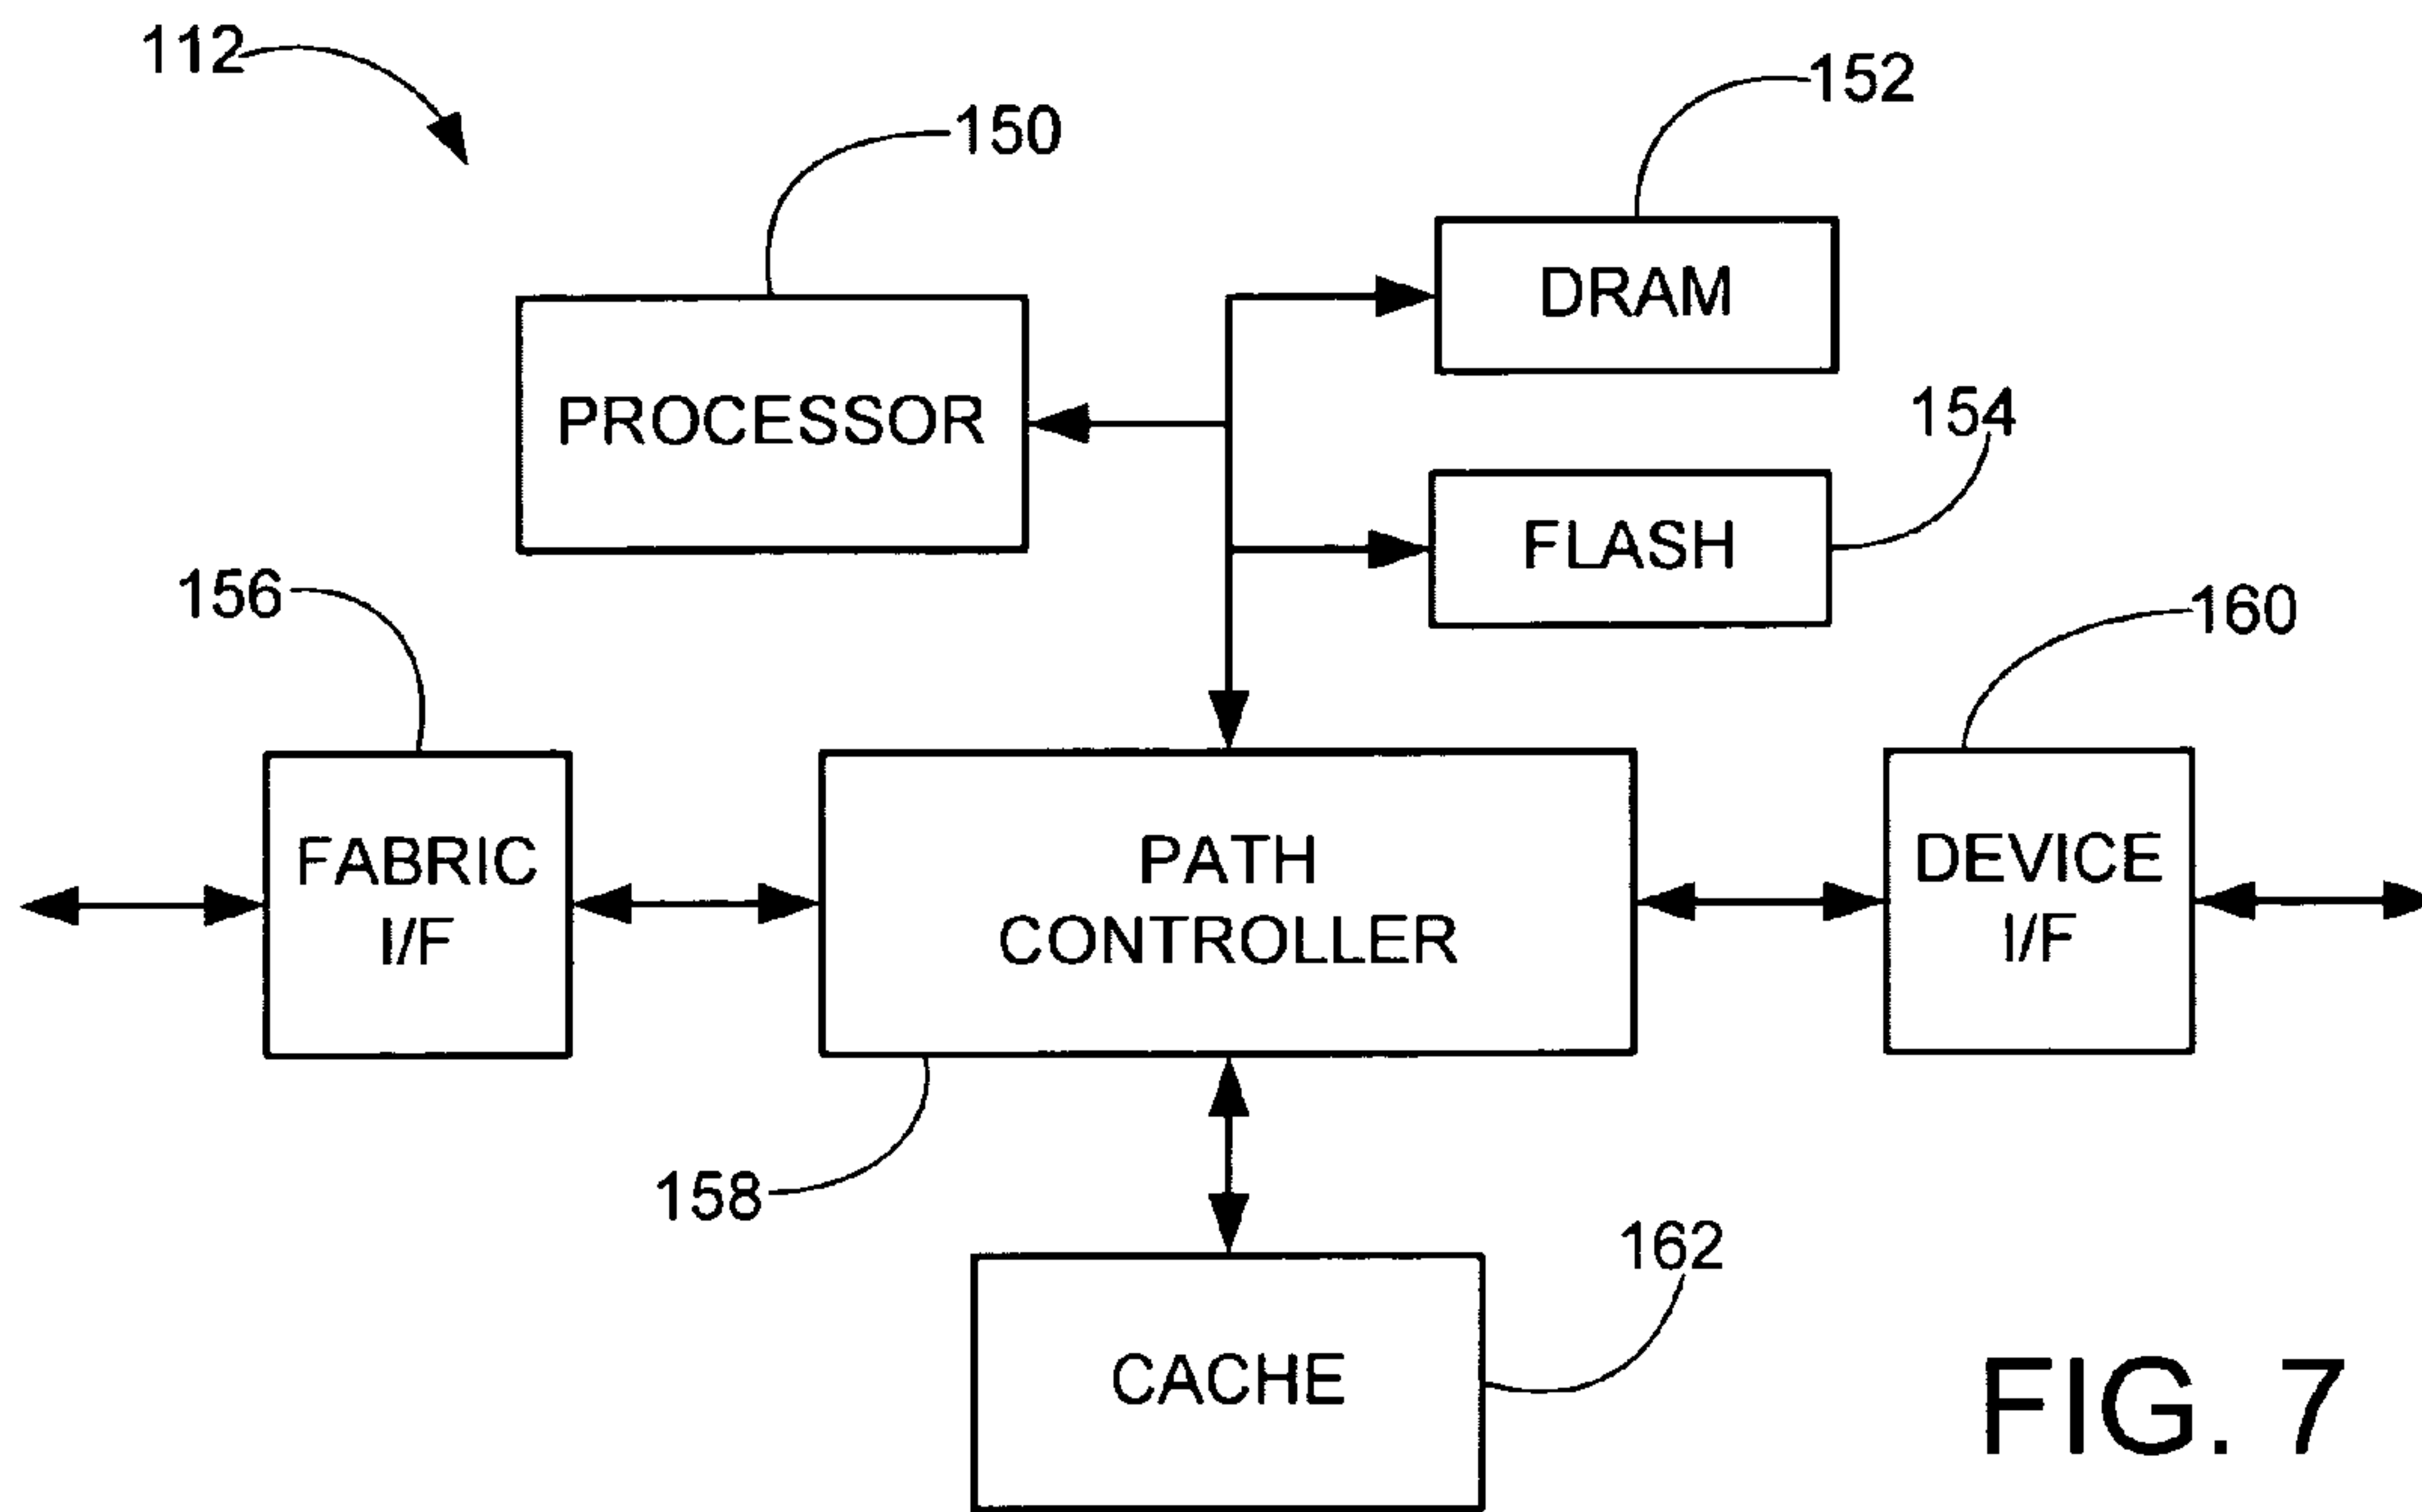 112
150
152
DRAM
PROCESSOR
154
FLASH
156
160
FABRIC
I/F
PATH
CONTROLLER
DEVICE
I/F
158
162
CACHE
FIG. 7